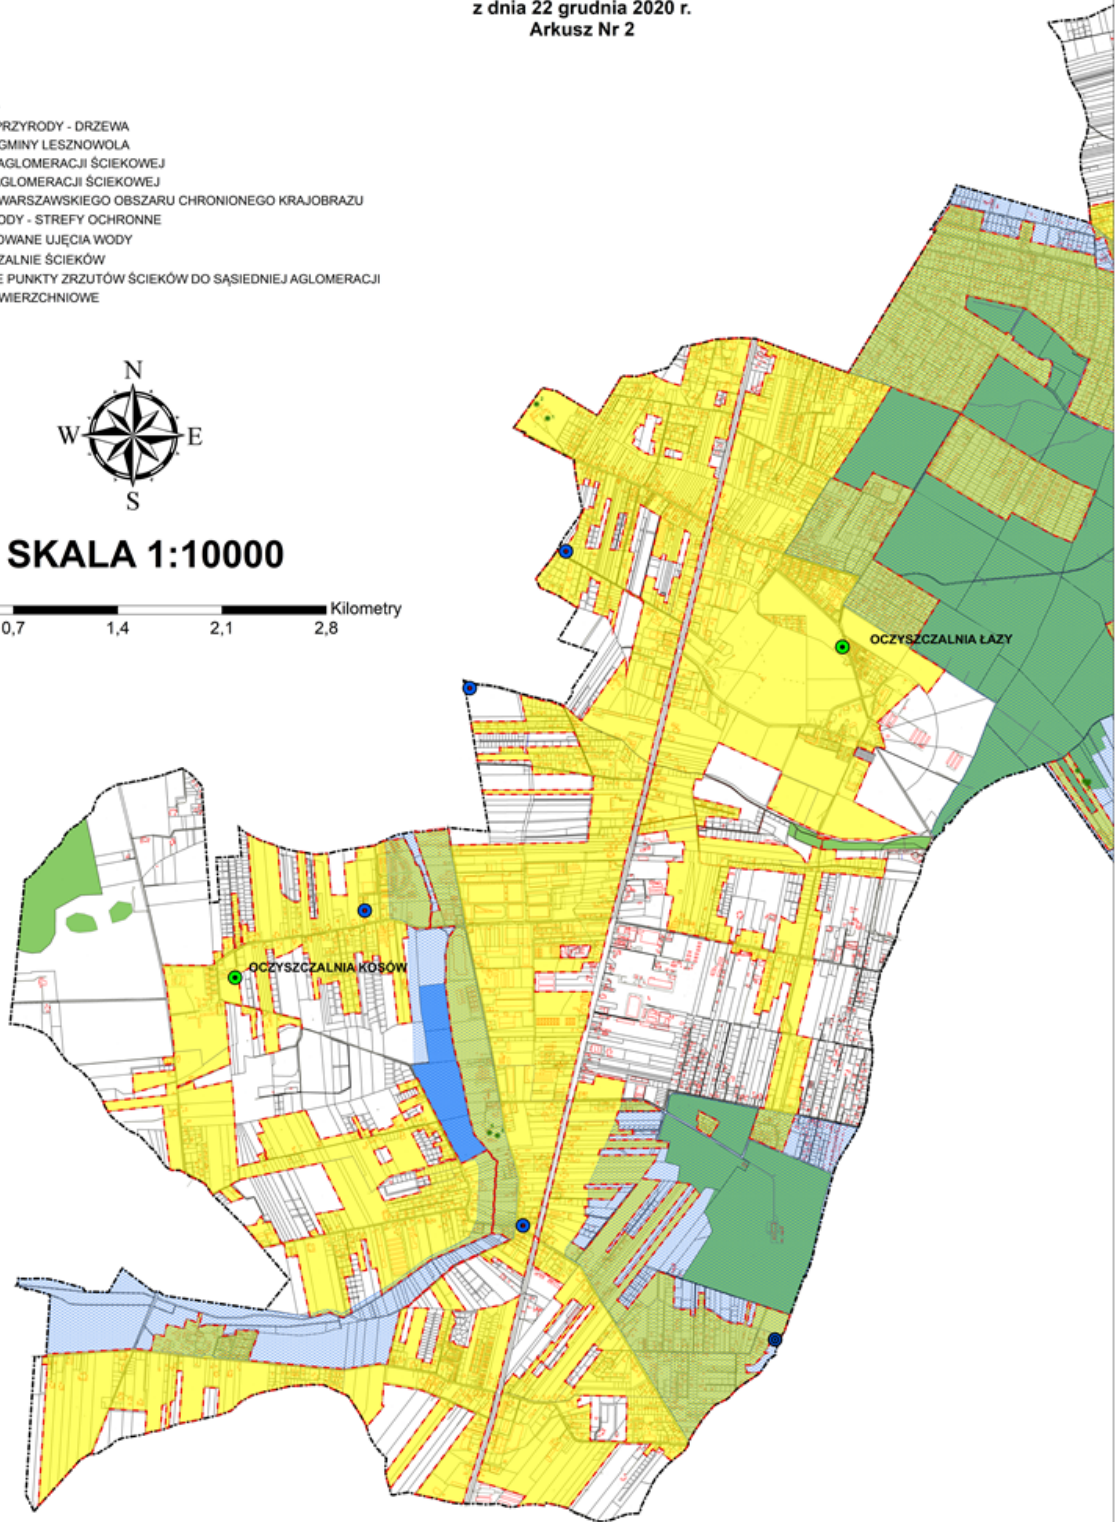 z dnia 22 grudnia 2020 r.
Arkusz Nr 2
PRZYRODY - DRZEWA
GMINY LESZNOWOLA
AGLOMERACJI ŚCIEKOWEJ
GLOMERACJI ŚCIEKOWEJ
WARSZAWSKIEGO OBSZARU CHRONIONEGO KRAJOBRAZU
ODY - STREFY OCHRONNE
OWANE UJĘCIA WODY
ZALNIE ŚCIEKÓW
E PUNKTY ZRZUTÓW ŚCIEKÓW DO SĄSIEDNIEJ AGLOMERACJI
WIERZCHNIOWE
N
W E
S
SKALA 1:10000
Kilometry
0,7 1,4 2,1 2,8
OCZYSZCZALNIA ŁAZY
OCZYSZCZALNIA KOSÓW